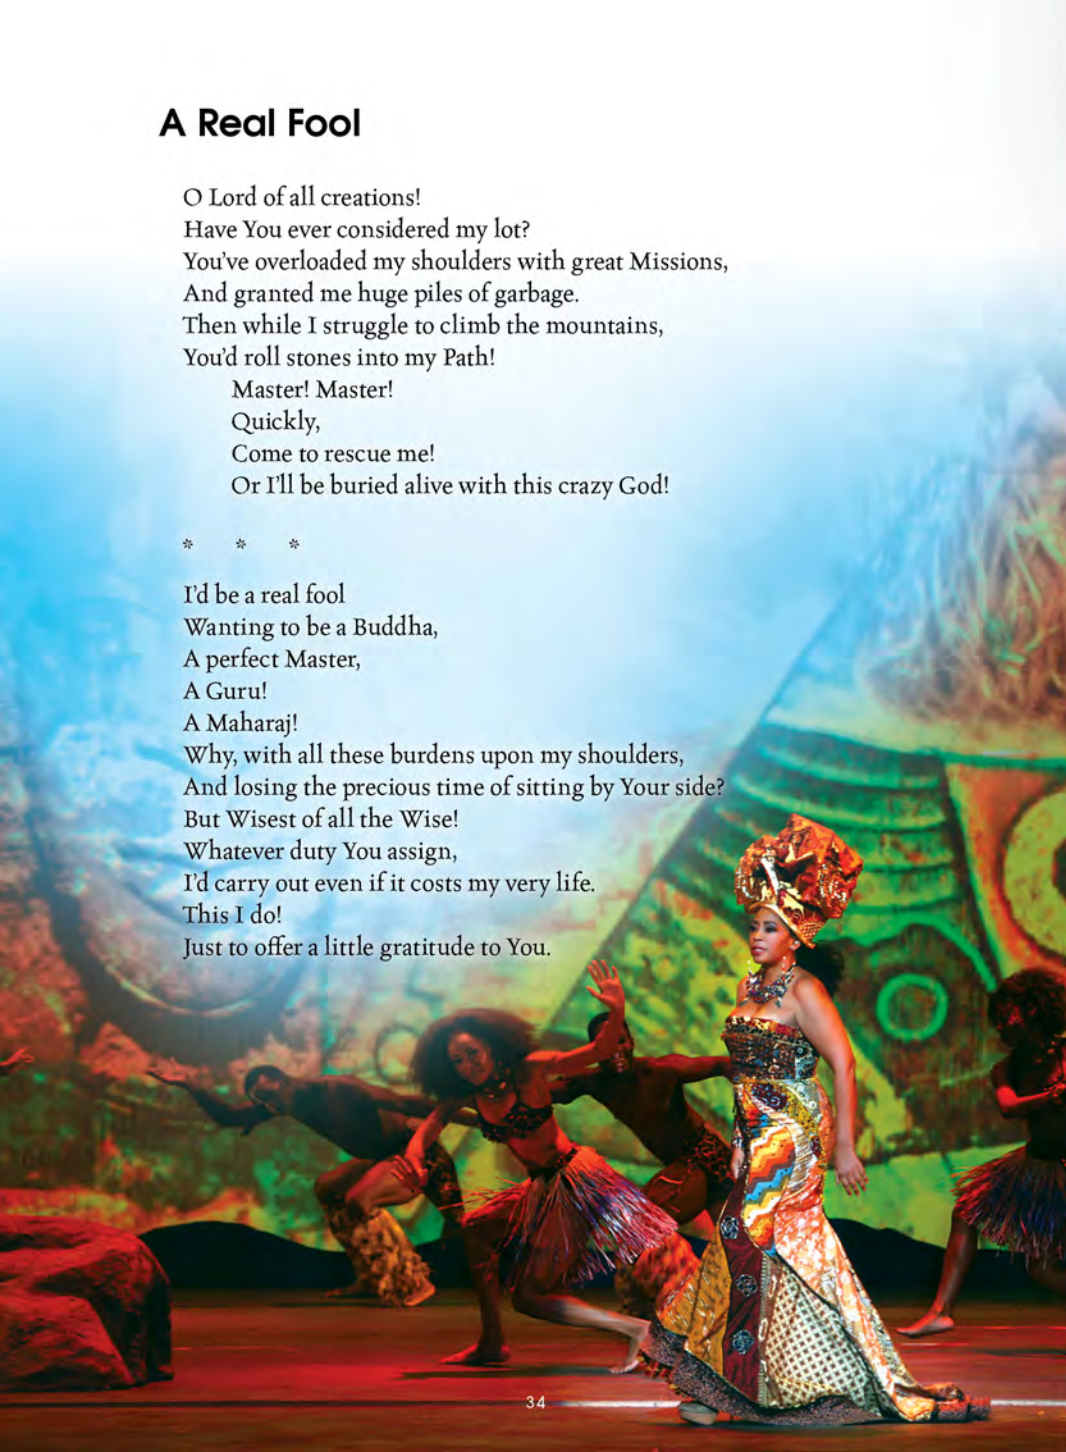 A Real Fool
O Lord of all creations!
Have You ever considered my lot?
You've overloaded my shoulders with great Missions,
And granted me huge piles of garbage.
Then while I struggle to climb the mountains,
You'd roll stones into my Path!
Master! Master!
Quickly,
Come to rescue me!
Or I'll be buried alive with this crazy God!
* * *
I'd be a real fool
Wanting to be a Buddha,
A perfect Master,
A Guru!
A Maharaj!
Why, with all these burdens upon my shoulders,
And losing the precious time of sitting by Your side?
But Wisest of all the Wise!
Whatever duty You assign,
I'd carry out even if it costs my very life.
This I do!
Just to offer a little gratitude to You.
34